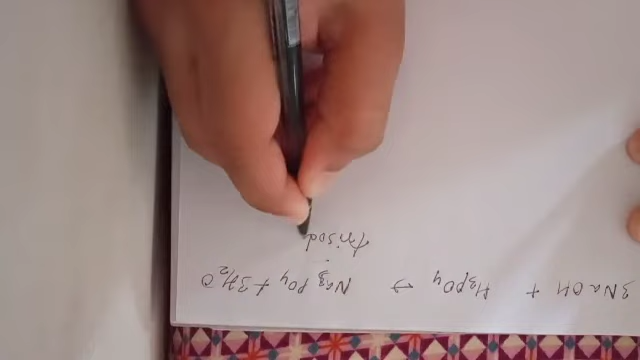 3NaOH + H3PO4 → Na3PO4 + 3H2O
trisod